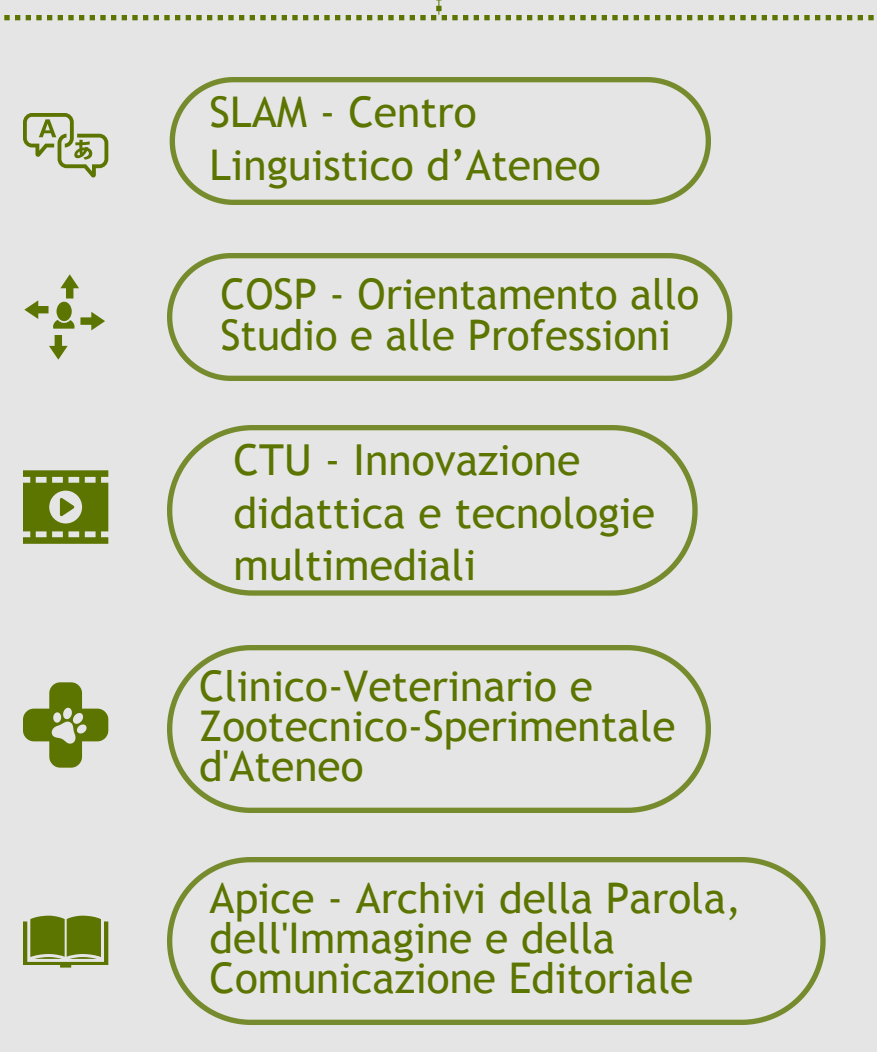 A
あ
SLAM - Centro
Linguistico d’Ateneo
COSP - Orientamento allo
Studio e alle Professioni
CTU - Innovazione
didattica e tecnologie
multimediali
Clinico-Veterinario e
Zootecnico-Sperimentale
d'Ateneo
Apice - Archivi della Parola,
dell'Immagine e della
Comunicazione Editoriale